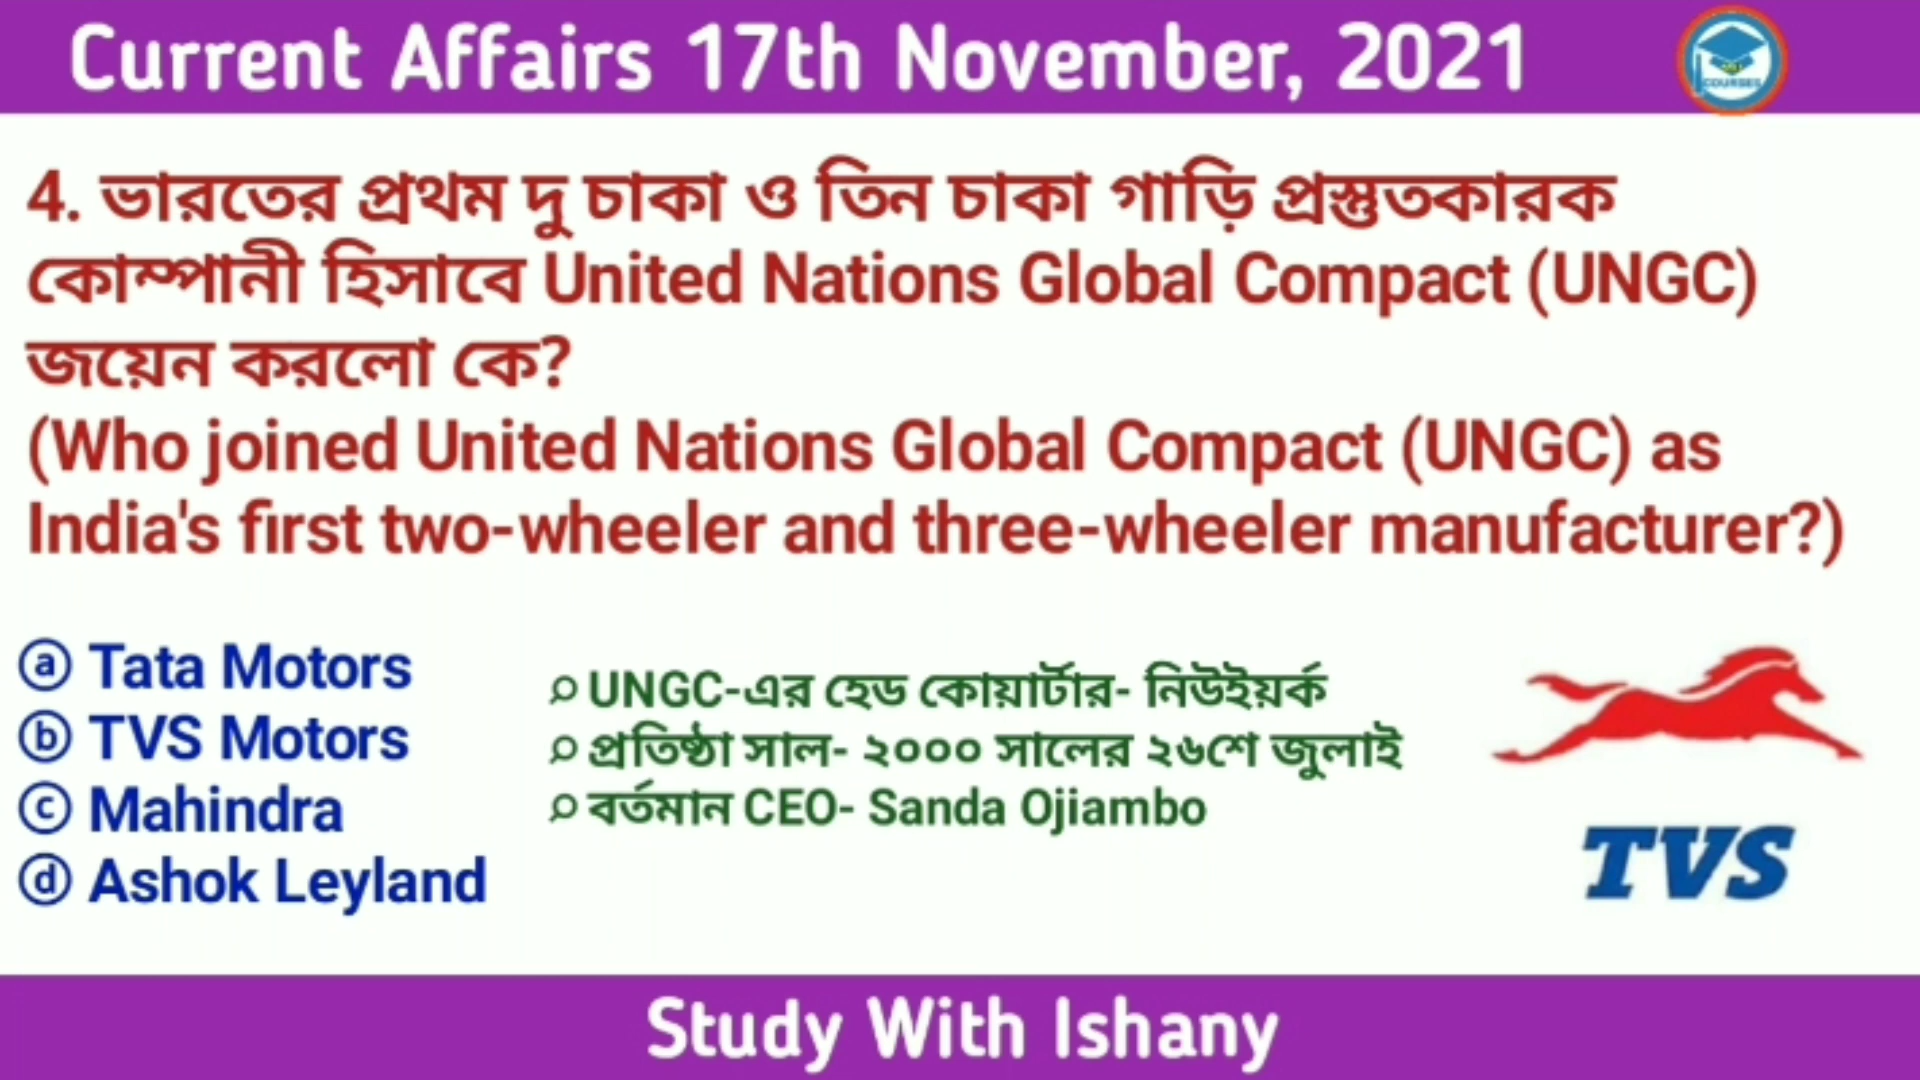 Current Affairs 17th November, 2021
COURSES
4. ভারতের প্রথম দু চাকা ও তিন চাকা গাড়ি প্রস্তুতকারক
কোম্পানী হিসাবে United Nations Global Compact (UNGC)
জয়েন করলো কে?
(Who joined United Nations Global Compact (UNGC) as
India's first two-wheeler and three-wheeler manufacturer?)
ⓐ Tata Motors
ⓑ TVS Motors
ⓒ Mahindra
ⓓ Ashok Leyland
UNGC-এর হেড কোয়ার্টার- নিউইয়র্ক
প্রতিষ্ঠা সাল- ২০০০ সালের ২৬শে জুলাই
বর্তমান CEO- Sanda Ojiambo
TVS
Study With Ishany